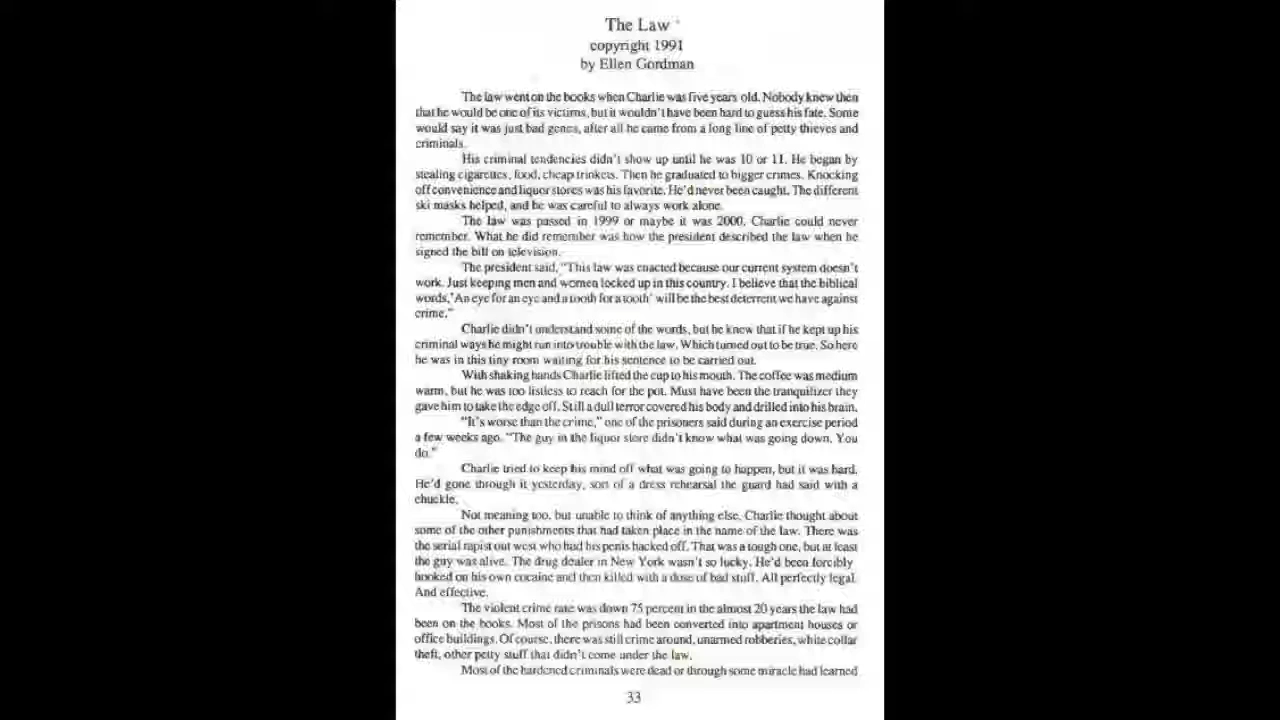 The Law
copyright 1991
by Ellen Gordman
The law went on the books when Charlie was five years old. Nobody knew then
that he would be one of its victims, but it wouldn't have been hard to guess his fate. Some
would say it was just bad genes, after all he came from a long line of petty thieves and
criminals.
His criminal tendencies didn't show up until he was 10 or 11. He began by
stealing cigarettes, food, cheap trinkets. Then he graduated to bigger crimes. Knocking
off convenience and liquor stores was his favorite. He'd never been caught. The different
ski masks helped, and he was careful to always work alone.
The law was passed in 1999 or maybe it was 2000. Charlie could never
remember. What he did remember was how the president described the law when he
signed the bill on television.
The president said, "This law was enacted because our current system doesn't
work. Just keeping men and women locked up in this country. I believe that the biblical
words,'An eye for an eye and a tooth for a tooth' will be the best deterrent we have against
crime."
Charlie didn't understand some of the words, but he knew that if he kept up his
criminal ways he might run into trouble with the law. Which turned out to be true. So here
he was in this tiny room waiting for his sentence to be carried out.
With shaking hands Charlie lifted the cup to his mouth. The coffee was medium
warm, but he was too listless to reach for the pot. Must have been the tranquilizer they
gave him to take the edge off. Still a dull terror covered his body and drilled into his brain.
"It's worse than the crime," one of the prisoners said during an exercise period
a few weeks ago. "The guy in the liquor store didn't know what was going down. You
do."
Charlie tried to keep his mind off what was going to happen, but it was hard.
He'd gone through it yesterday, sort of a dress rehearsal the guard had said with a
chuckle.
Not meaning too, but unable to think of anything else, Charlie thought about
some of the other punishments that had taken place in the name of the law. There was
the serial rapist out west who had his penis hacked off. That was a tough one, but at least
the guy was alive. The drug dealer in New York wasn't so lucky. He'd been forcibly
hooked on his own cocaine and then killed with a dose of bad stuff. All perfectly legal.
And effective.
The violent crime rate was down 75 percent in the almost 20 years the law had
been on the books. Most of the prisons had been converted into apartment houses or
office buildings. Of course, there was still crime around, unarmed robberies, white collar
theft, other petty stuff that didn't come under the law.
Most of the hardened criminals were dead or through some miracle had learned
33